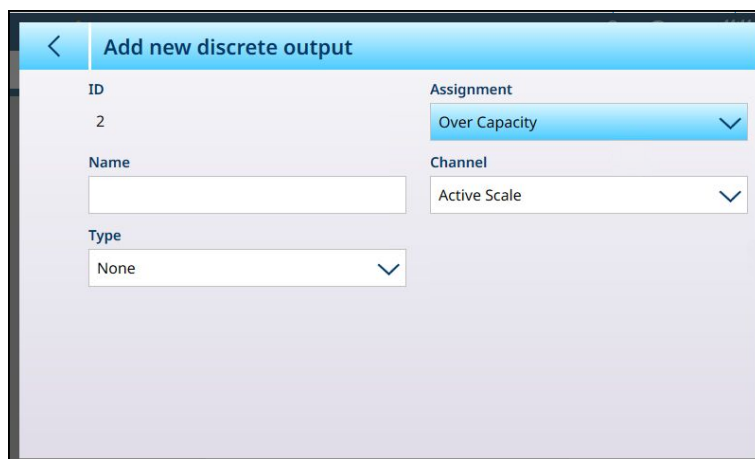 Add new discrete output
ID
2
Assignment
Over Capacity
Name
Channel
Active Scale
Type
None